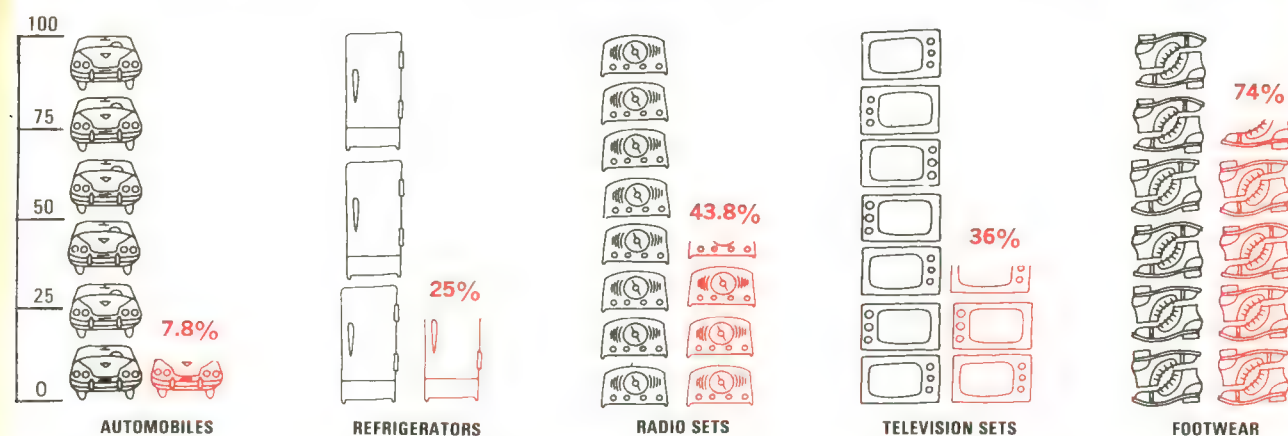 100
75
50
25
0
7.8%
25%
43.8%
36%
74%
AUTOMOBILES
REFRIGERATORS
RADIO SETS
TELEVISION SETS
FOOTWEAR